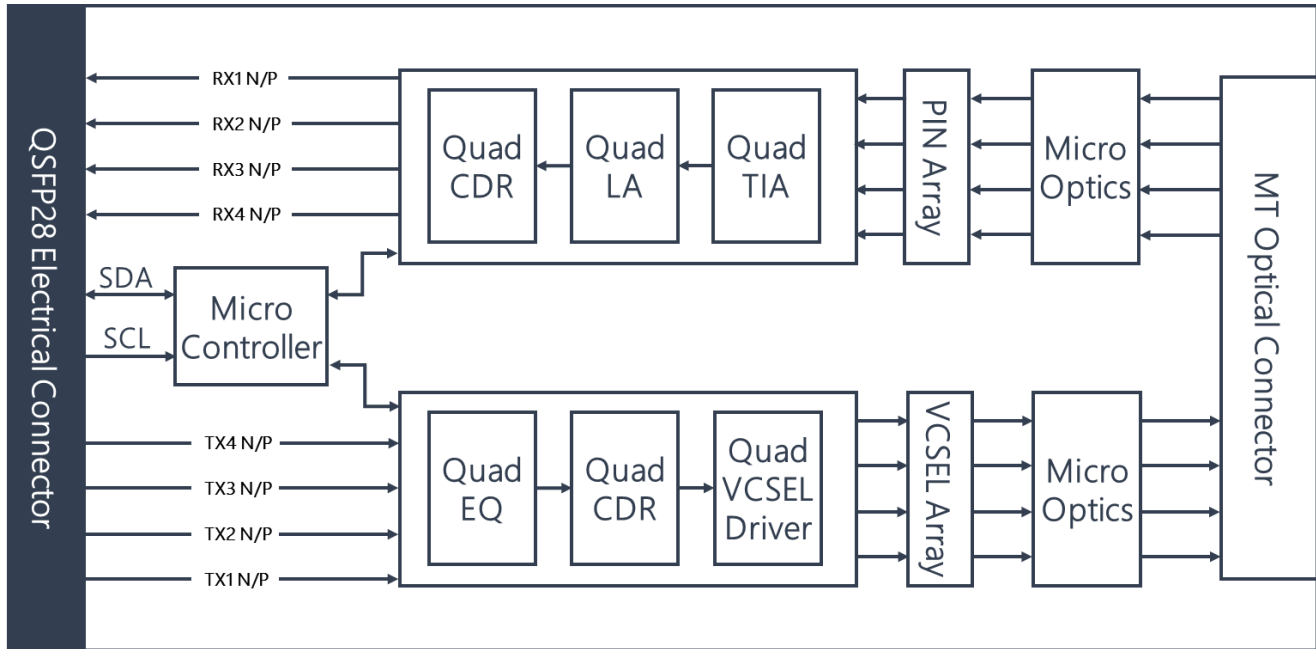 QSFP28 Electrical Connector
RX1 N/P
RX2 N/P
RX3 N/P
RX4 N/P
Quad
CDR
Quad
LA
Quad
TIA
PIN Array
Micro
Optics
MT Optical Connector
SDA
SCL
Micro
Controller
TX4 N/P
TX3 N/P
TX2 N/P
TX1 N/P
Quad
EQ
Quad
CDR
Quad
VCSEL
Driver
VCSEL Array
Micro
Optics